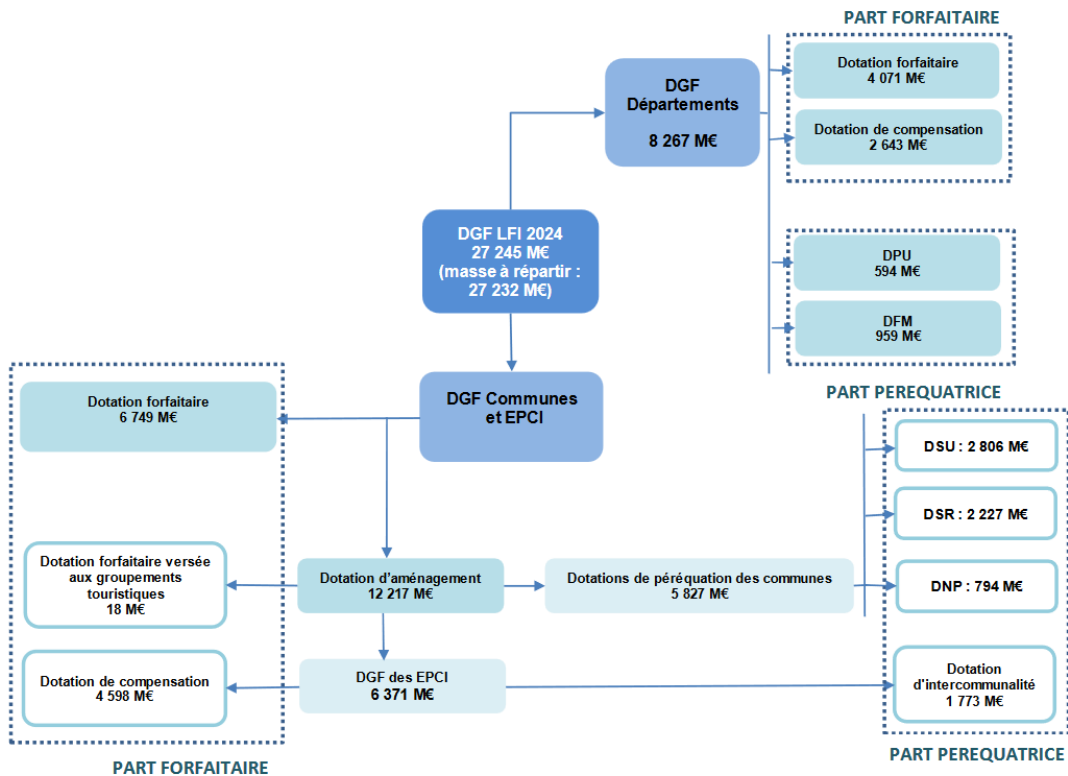 PART FORFAITAIRE
Dotation forfaitaire
4 071 M€
DGF
Départements
8 267 M€
Dotation de compensation
2 643 M€
DGF LFI 2024
27 245 M€
(masse à répartir :
27 232 M€)
DPU
594 M€
DFM
959 M€
PART PEREQUATRICE
DGF Communes
et EPCI
Dotation forfaitaire
6 749 M€
DSU : 2 806 M€
DSR : 2 227 M€
Dotation forfaitaire versée
aux groupements
touristiques
18 M€
Dotation d'aménagement
12 217 M€
Dotations de péréquation des communes
5 827 M€
DNP : 794 M€
Dotation de compensation
4 598 M€
DGF des EPCI
6 371 M€
Dotation
d'intercommunalité
1 773 M€
PART FORFAITAIRE
PART PEREQUATRICE